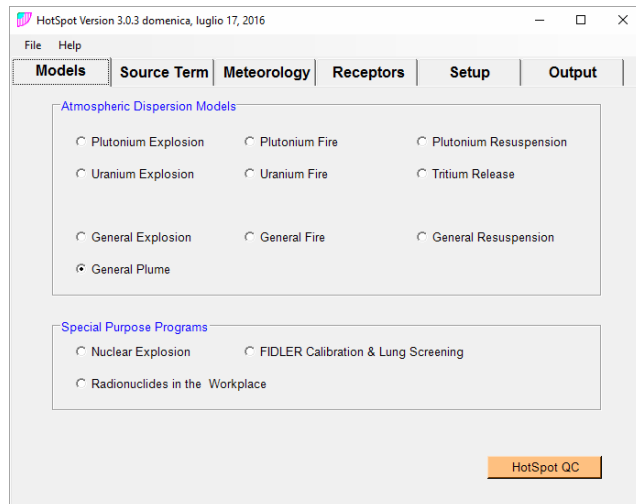 HotSpot Version 3.0.3 domenica, luglio 17, 2016
File Help
Models Source Term Meteorology Receptors Setup Output
Atmospheric Dispersion Models
Plutonium Explosion Plutonium Fire Plutonium Resuspension
Uranium Explosion Uranium Fire Tritium Release
General Explosion General Fire General Resuspension
General Plume
Special Purpose Programs
Nuclear Explosion FIDLER Calibration & Lung Screening
Radionuclides in the Workplace
HotSpot QC